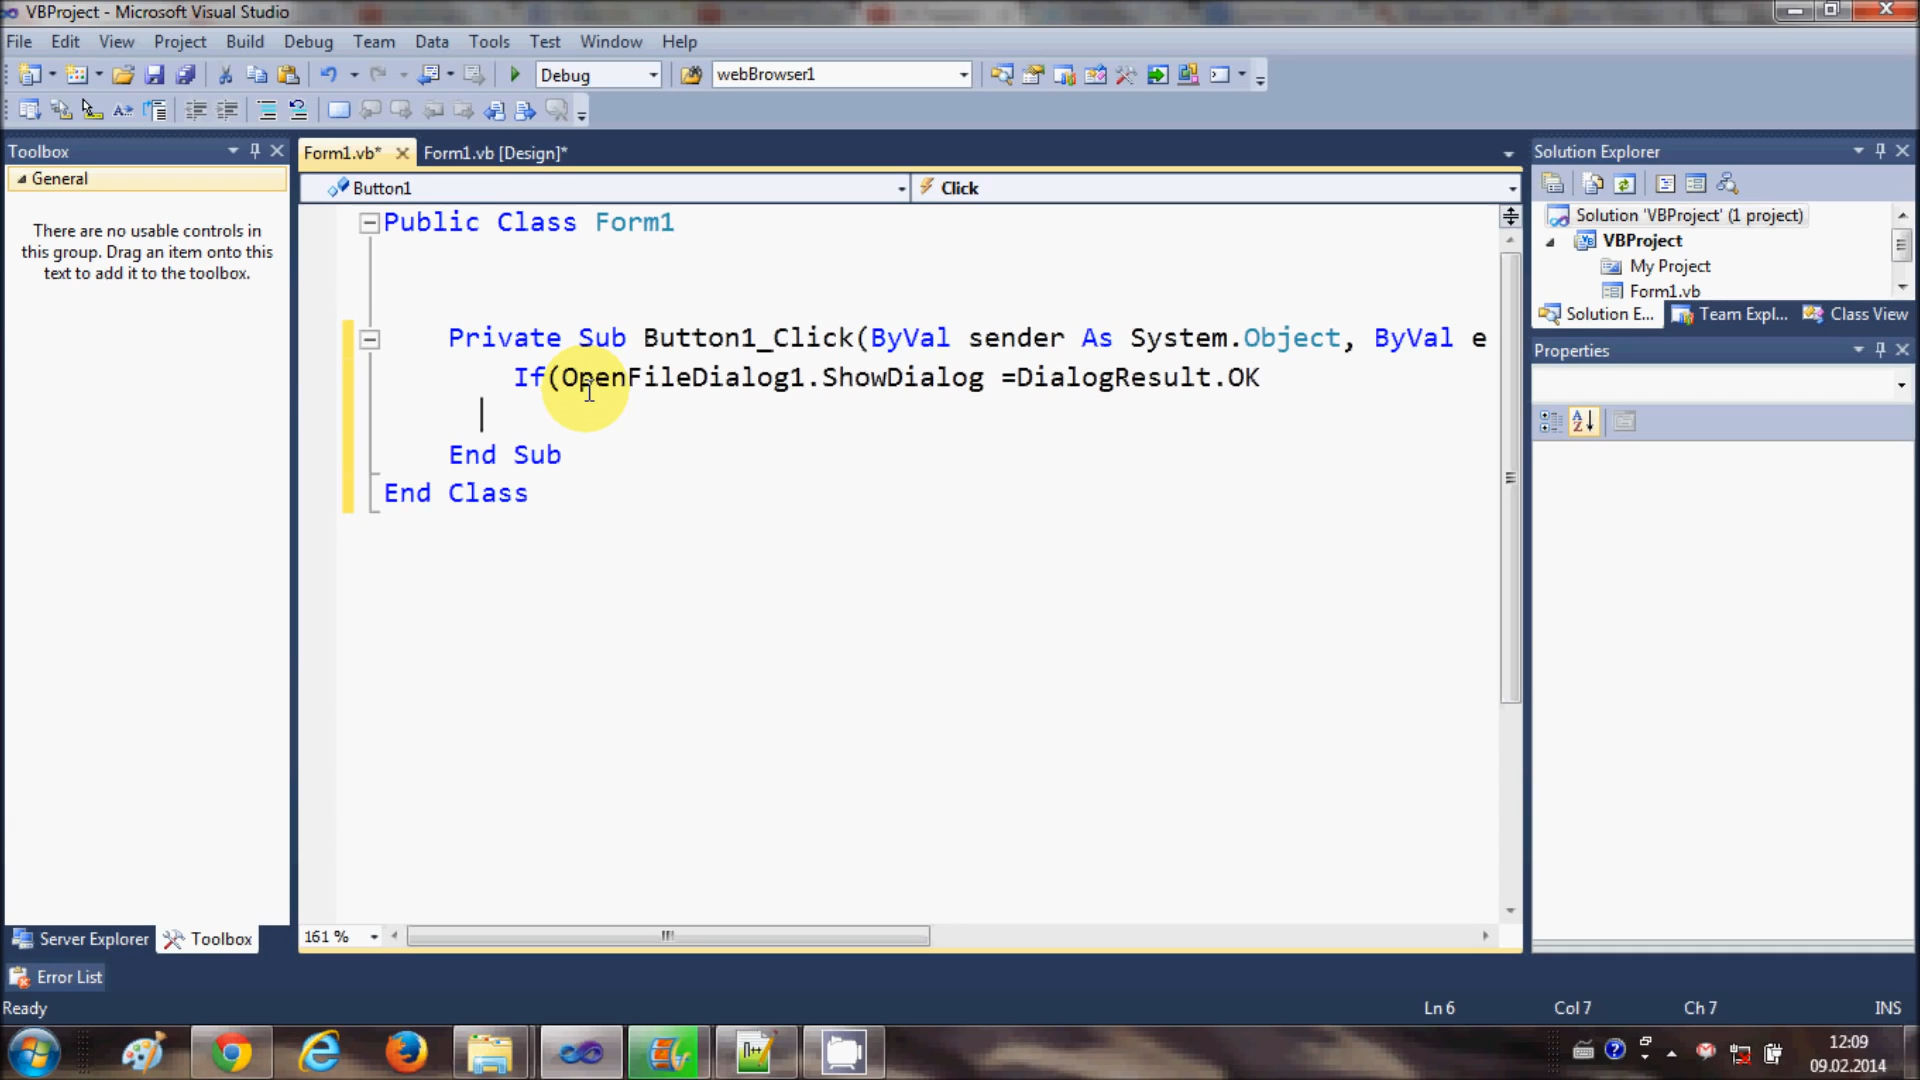 VBProject - Microsoft Visual Studio
File Edit View Project Build Debug Team Data Tools Test Window Help
Debug webBrowser1
Toolbox
General
There are no usable controls in
this group. Drag an item onto this
text to add it to the toolbox.
Server Explorer Toolbox
Form1.vb* Form1.vb [Design]*
Button1 Click
Public Class Form1
Private Sub Button1_Click(ByVal sender As System.Object, ByVal e
If(OpenFileDialog1.ShowDialog =DialogResult.OK
End Sub
End Class
161 %
Solution Explorer
Solution 'VBProject' (1 project)
VBProject
My Project
Form1.vb
Solution E... Team Expl... Class View
Properties
Error List
Ready Ln 6 Col 7 Ch 7 INS
12:09
09.02.2014